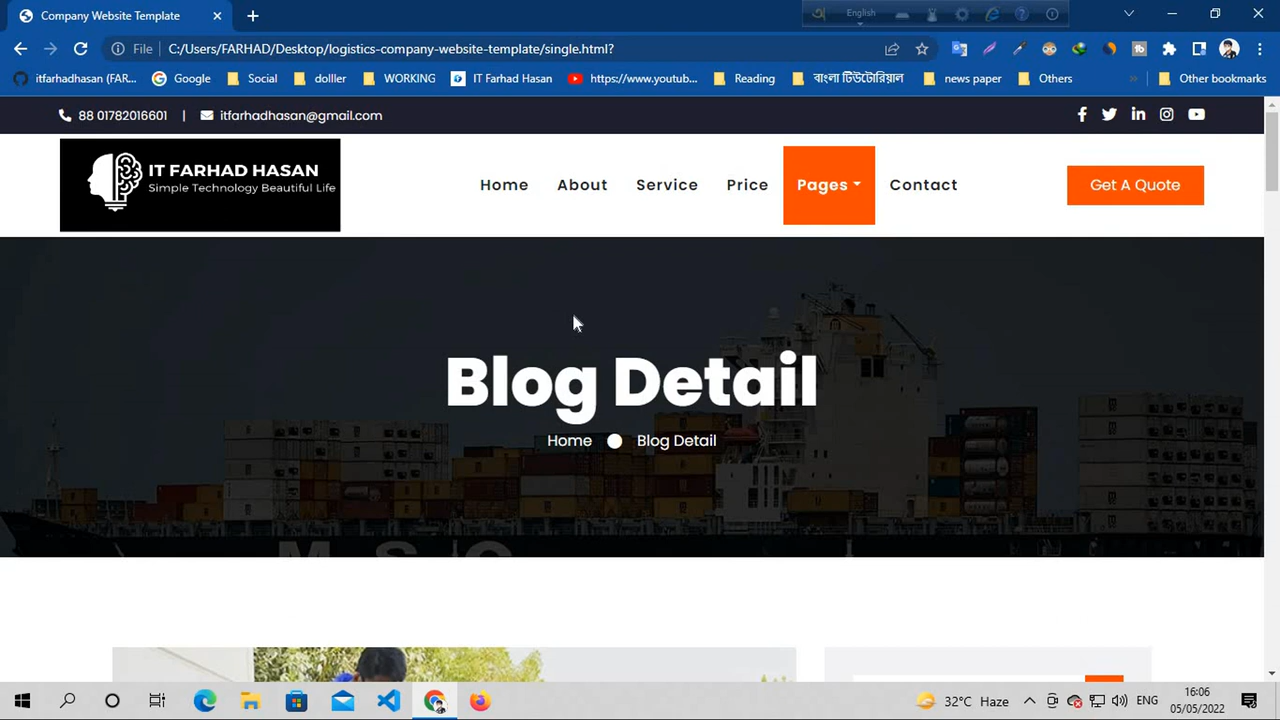 Company Website Template
English
File C:/Users/FARHAD/Desktop/logistics-company-website-template/single.html?
itfarhadhasan (FAR... Google Social dolller WORKING IT Farhad Hasan https://www.youtub... Reading বাংলা টিউটোরিয়াল news paper Others » Other bookmarks
88 01782016601 | itfarhadhasan@gmail.com
IT FARHAD HASAN
Simple Technology Beautiful Life
Home About Service Price Pages Contact Get A Quote
Blog Detail
Home Blog Detail
M S C
32°C Haze ENG 16:06
05/05/2022